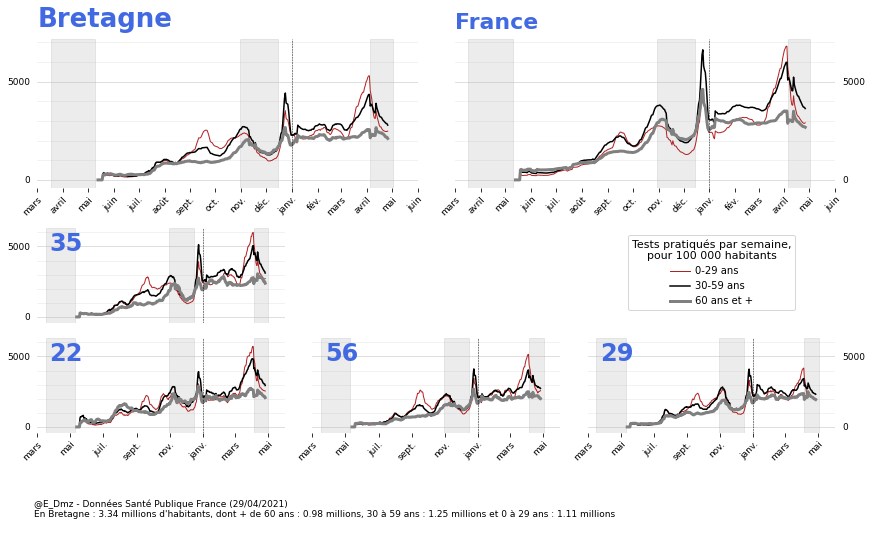 Bretagne
France
5000
0
5000
0
mars avril mai juin juil. août sept. oct. nov. déc. janv. fév. mars avril mai juin
mars avril mai juin juil. août sept. oct. nov. déc. janv. fév. mars avril mai juin
35
5000
0
Tests pratiqués par semaine,
pour 100 000 habitants
0-29 ans
30-59 ans
60 ans et +
22
56
29
5000
0
5000
0
mars mai juil. sept. nov. janv. mars mai
mars mai juil. sept. nov. janv. mars mai
mars mai juil. sept. nov. janv. mars mai
@E_Dmz - Données Santé Publique France (29/04/2021)
En Bretagne : 3.34 millions d'habitants, dont + de 60 ans : 0.98 millions, 30 à 59 ans : 1.25 millions et 0 à 29 ans : 1.11 millions